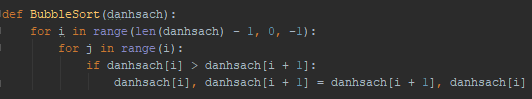 def BubbleSort(danhsach):
    for i in range(len(danhsach) - 1, 0, -1):
        for j in range(i):
            if danhsach[i] > danhsach[i + 1]:
                danhsach[i], danhsach[i + 1] = danhsach[i + 1], danhsach[i]